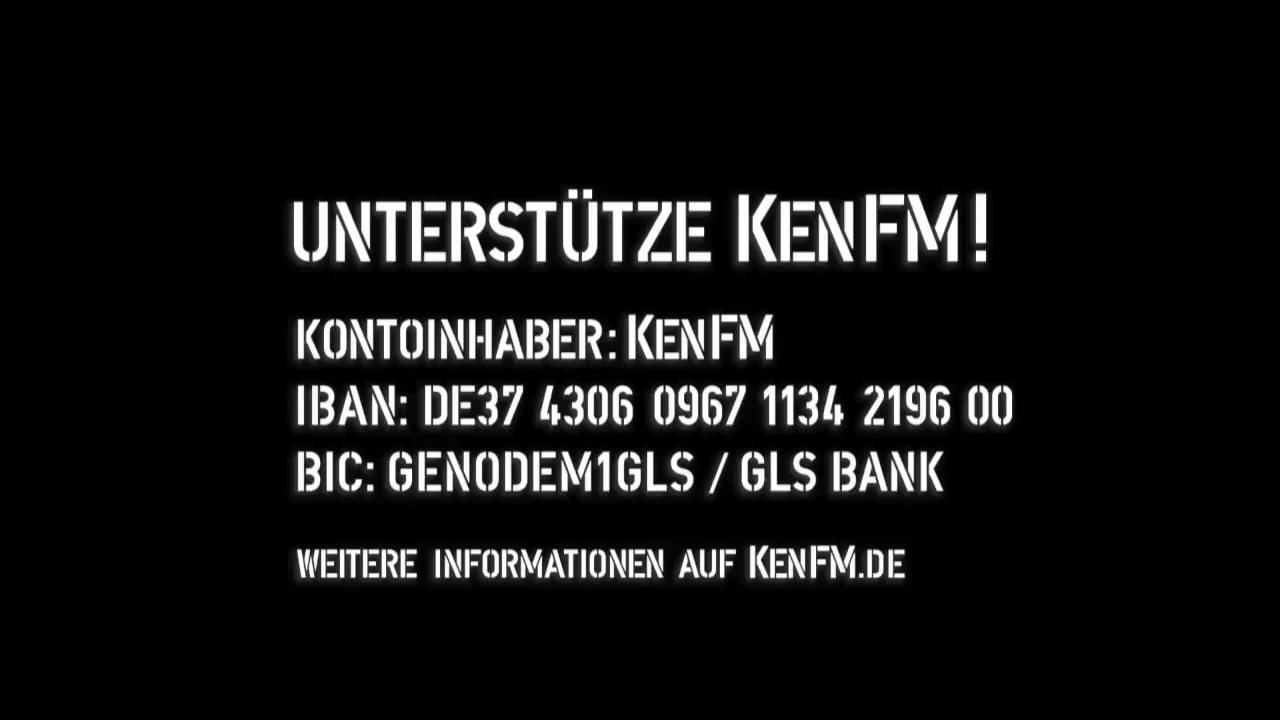 UNTERSTÜTZE KENFM!
KONTOINHABER: KENFM
IBAN: DE37 4306 0967 1134 2196 00
BIC: GENODEM1GLS / GLS BANK
WEITERE INFORMATIONEN AUF KENFM.DE